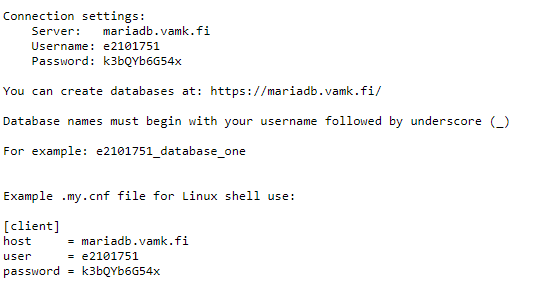 Connection settings:
Server: mariadb.vamk.fi
Username: e2101751
Password: k3bQYb6G54x
You can create databases at: https://mariadb.vamk.fi/
Database names must begin with your username followed by underscore (_)
For example: e2101751_database_one
Example .my.cnf file for Linux shell use:
[client]
host = mariadb.vamk.fi
user = e2101751
password = k3bQYb6G54x